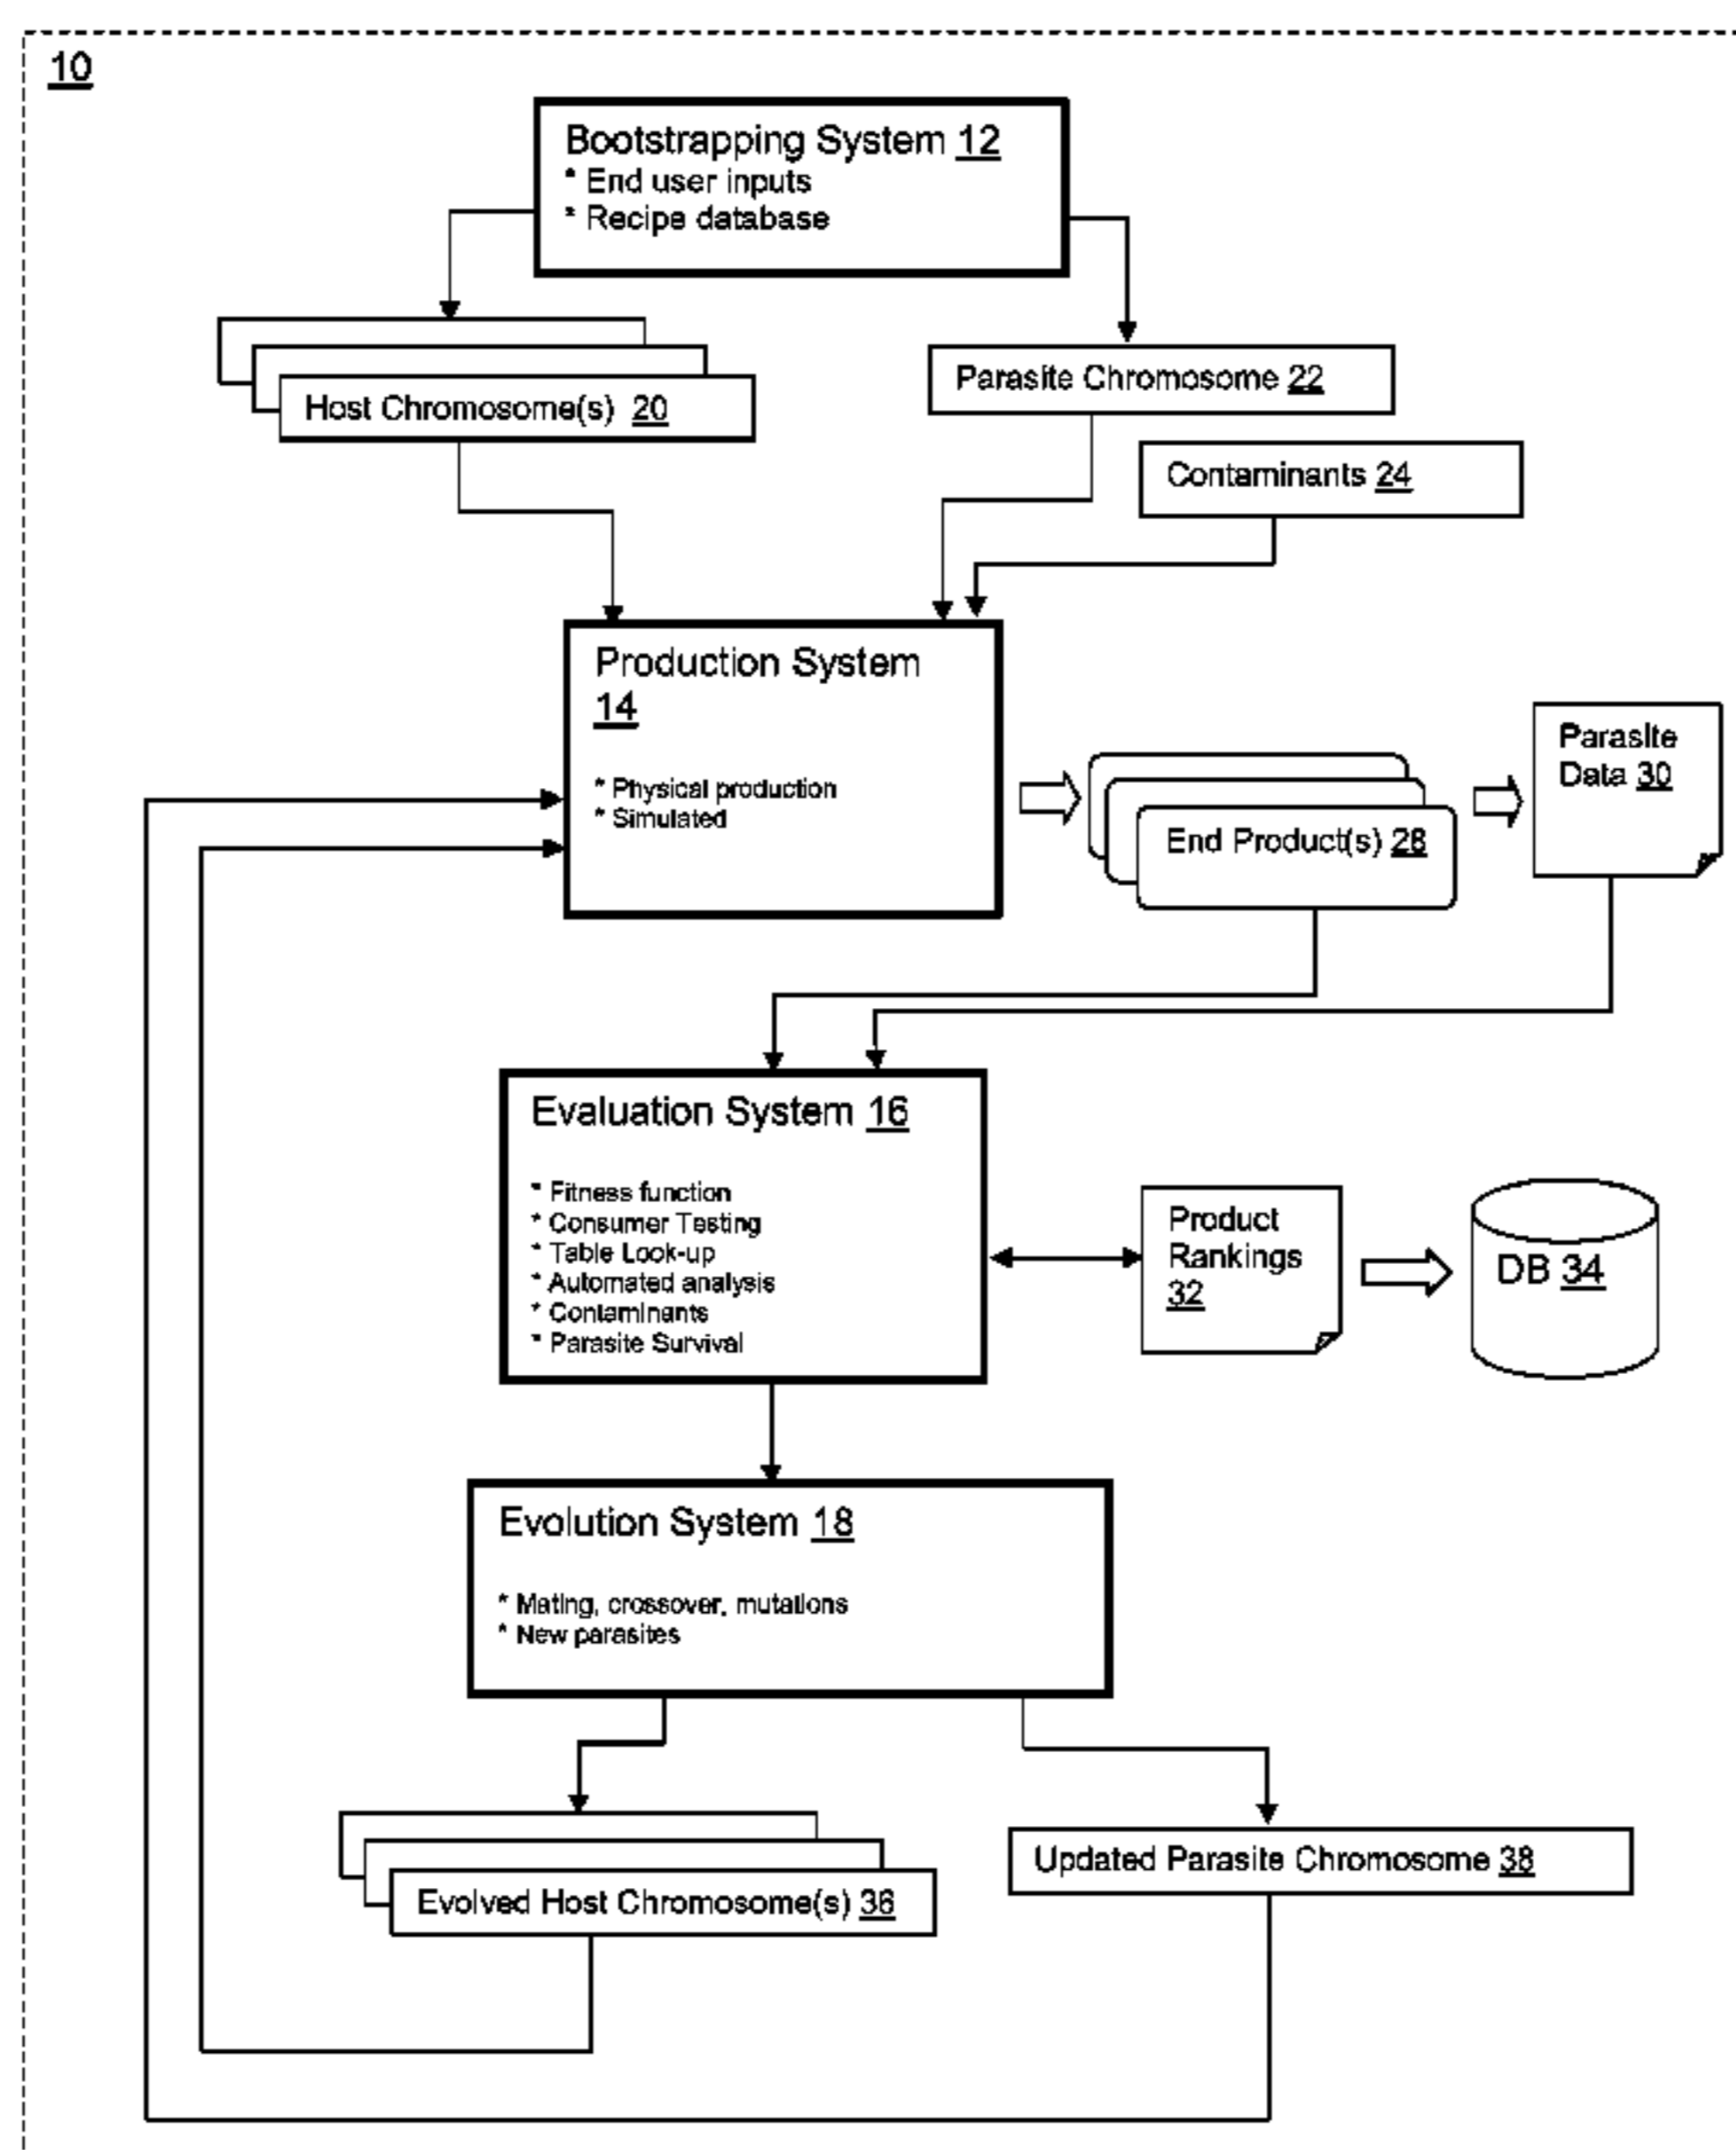 10
Bootstrapping System 12
* End user inputs
* Recipe database
Host Chromosome(s) 20
Parasite Chromosome 22
Contaminants 24
Production System
14
* Physical production
* Simulated
End Product(s) 28
Parasite
Data 30
Evaluation System 16
* Fitness function
* Consumer Testing
* Table Look-up
* Automated analysis
* Contaminants
* Parasite Survival
Product
Rankings
32
DB 34
Evolution System 18
* Mating, crossover, mutations
* New parasites
Evolved Host Chromosome(s) 36
Updated Parasite Chromosome 38